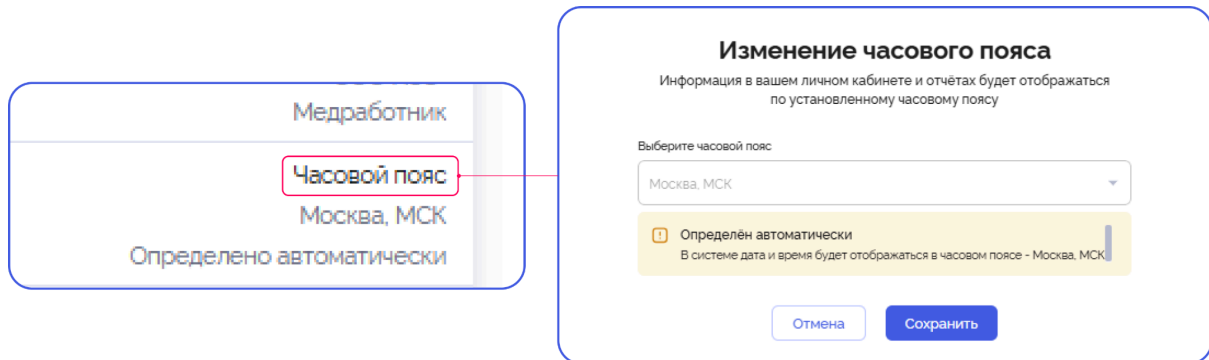 Медработник
Часовой пояс
Москва, МСК
Определено автоматически
Изменение часового пояса
Информация в вашем личном кабинете и отчётах будет отображаться
по установленному часовому поясу
Выберите часовой пояс
Москва, МСК
Определён автоматически
В системе дата и время будет отображаться в часовом поясе - Москва, МСК
Отмена
Сохранить